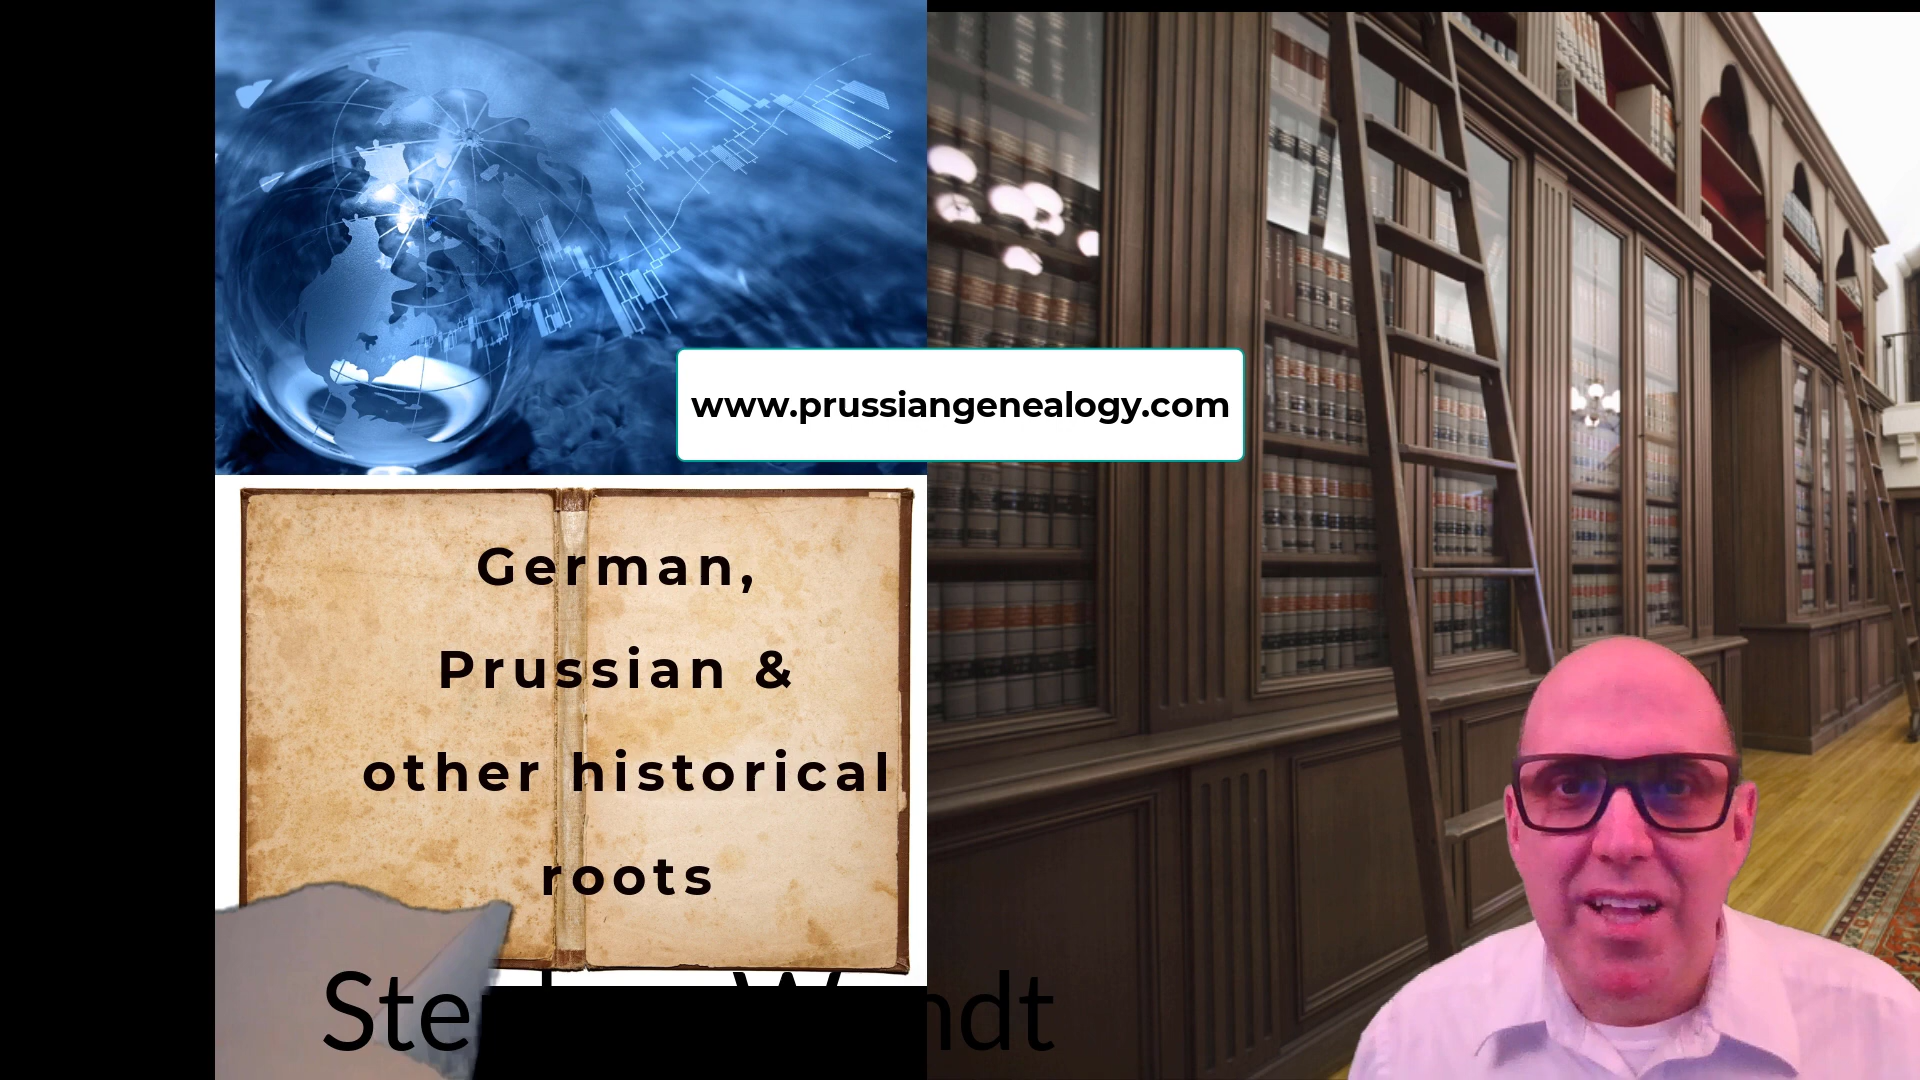 www.prussiangenealogy.com
German,
Prussian &
other historical
roots